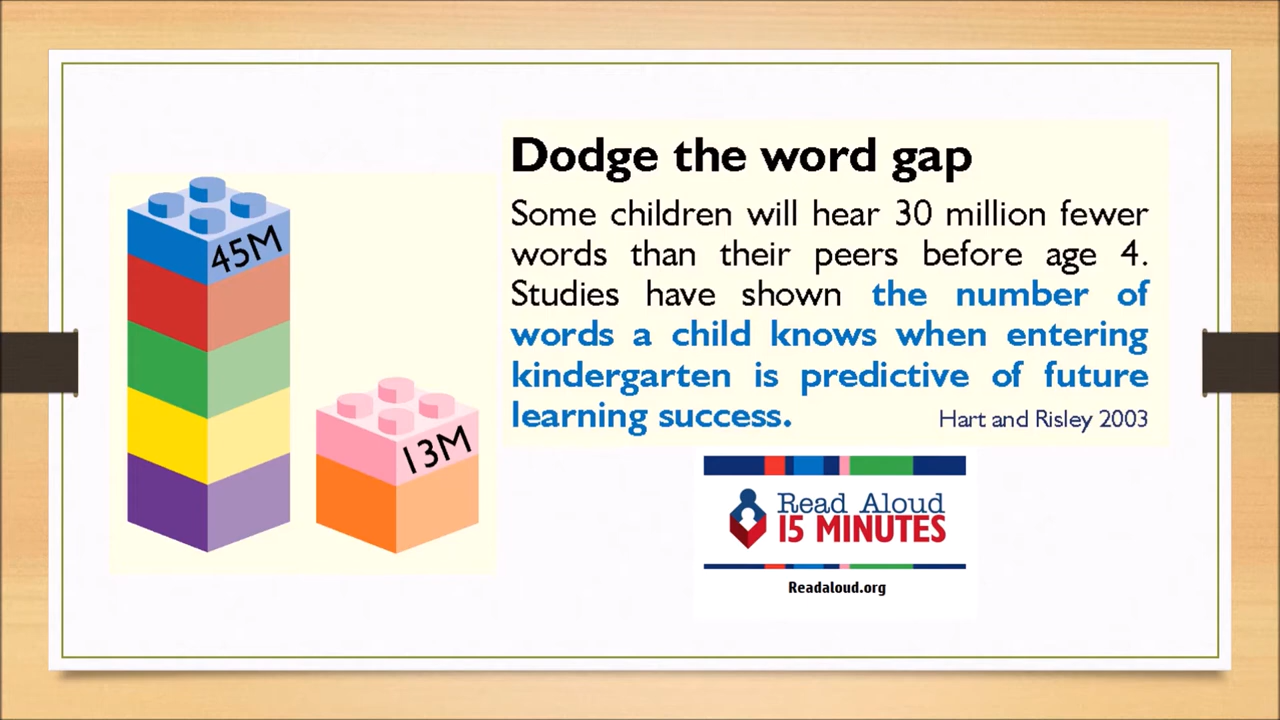 45M
13M
Dodge the word gap
Some children will hear 30 million fewer
words than their peers before age 4.
Studies have shown the number of
words a child knows when entering
kindergarten is predictive of future
learning success. Hart and Risley 2003
Read Aloud
15 MINUTES
Readaloud.org